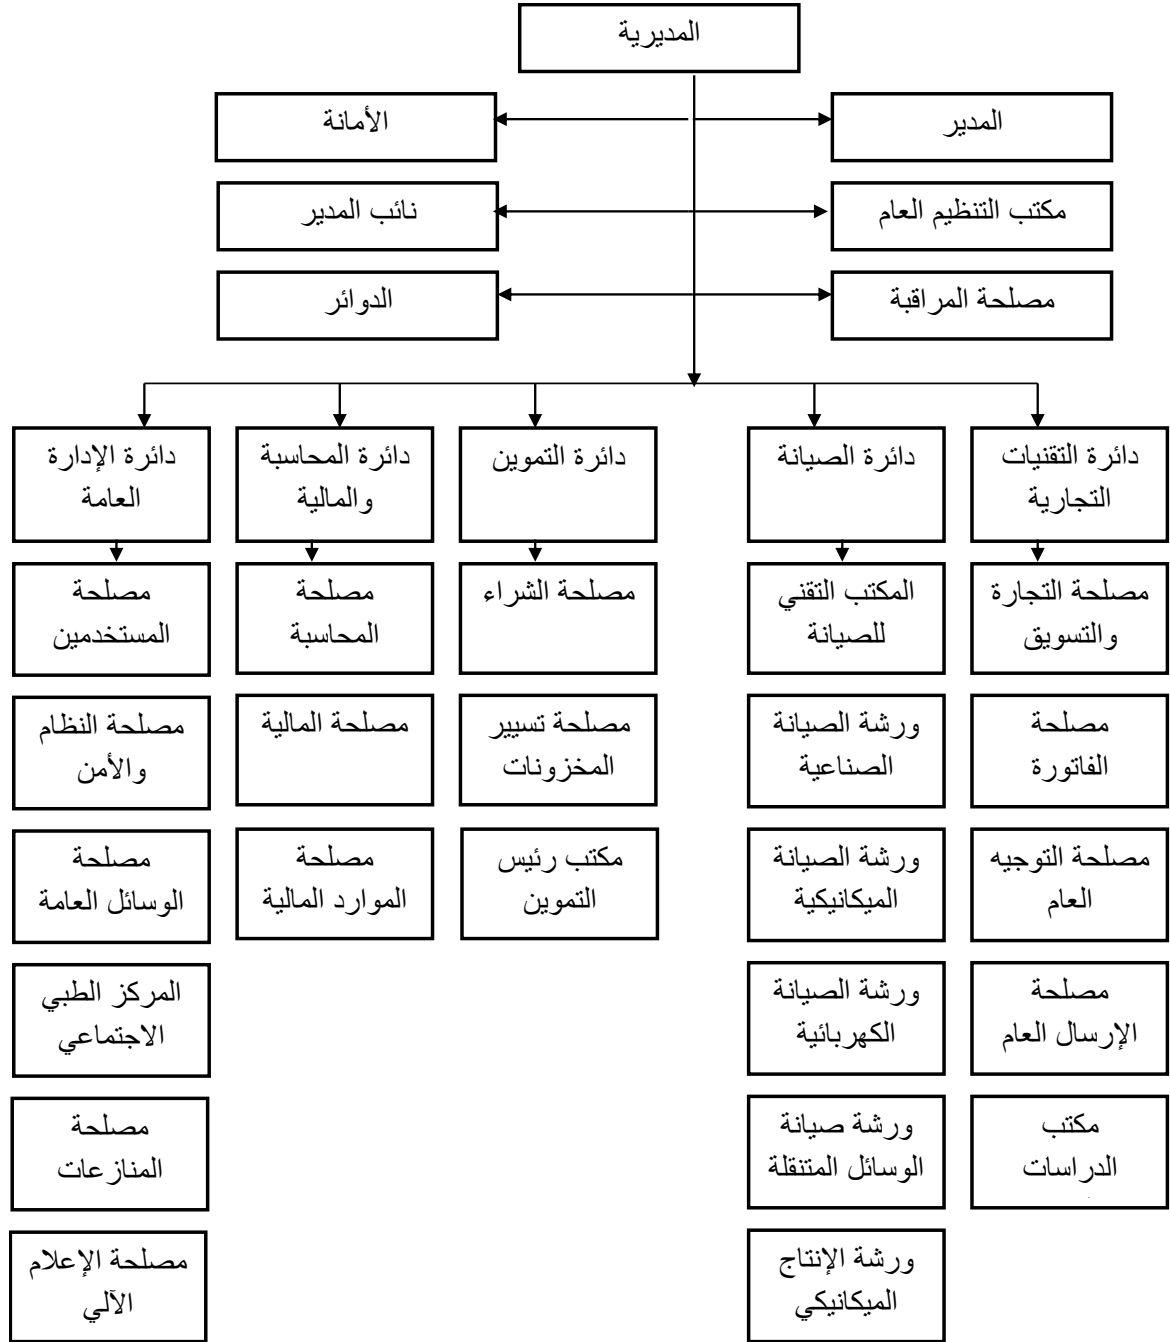 المديرية
المدير
الأمانة
مكتب التنظيم العام
نائب المدير
مصلحة المراقبة
الدوائر
دائرة التقنيات
التجارية
دائرة الصيانة
دائرة التموين
دائرة المحاسبة
والمالية
دائرة الإدارة
العامة
مصلحة التجارة
والتسويق
المكتب التقني
للصيانة
مصلحة الشراء
مصلحة
المحاسبة
مصلحة
المستخدمين
مصلحة
الفاتورة
ورشة الصيانة
الصناعية
مصلحة تسيير
المخزونات
مصلحة المالية
مصلحة النظام
والأمن
مصلحة التوجيه
العام
ورشة الصيانة
الميكانيكية
مكتب رئيس
التموين
مصلحة
الموارد المالية
مصلحة
الوسائل العامة
مصلحة
الإرسال العام
ورشة الصيانة
الكهربائية
المركز الطبي
الاجتماعي
مكتب
الدراسات
ورشة صيانة
الوسائل المتنقلة
مصلحة
المنازعات
ورشة الإنتاج
الميكانيكي
مصلحة الإعلام
الآلي